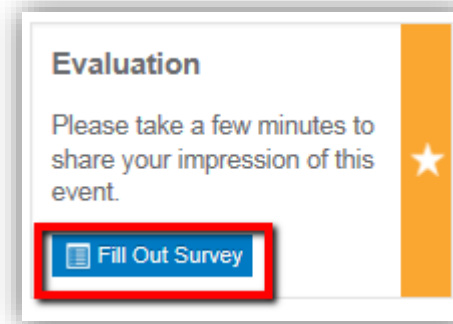 Evaluation
Please take a few minutes to
share your impression of this
event.
Fill Out Survey